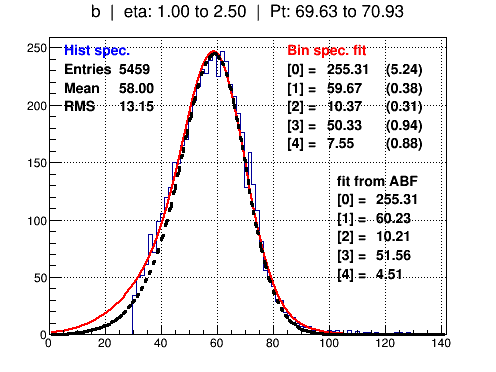 b | eta: 1.00 to 2.50 | Pt: 69.63 to 70.93
Hist spec.
Entries 5459
Mean 58.00
RMS 13.15
Bin spec. fit
[0] = 255.31 (5.24)
[1] = 59.67 (0.38)
[2] = 10.37 (0.31)
[3] = 50.33 (0.94)
[4] = 7.55 (0.88)
fit from ABF
[0] = 255.31
[1] = 60.23
[2] = 10.21
[3] = 51.56
[4] = 4.51
250
200
150
100
50
0
0 20 40 60 80 100 120 140